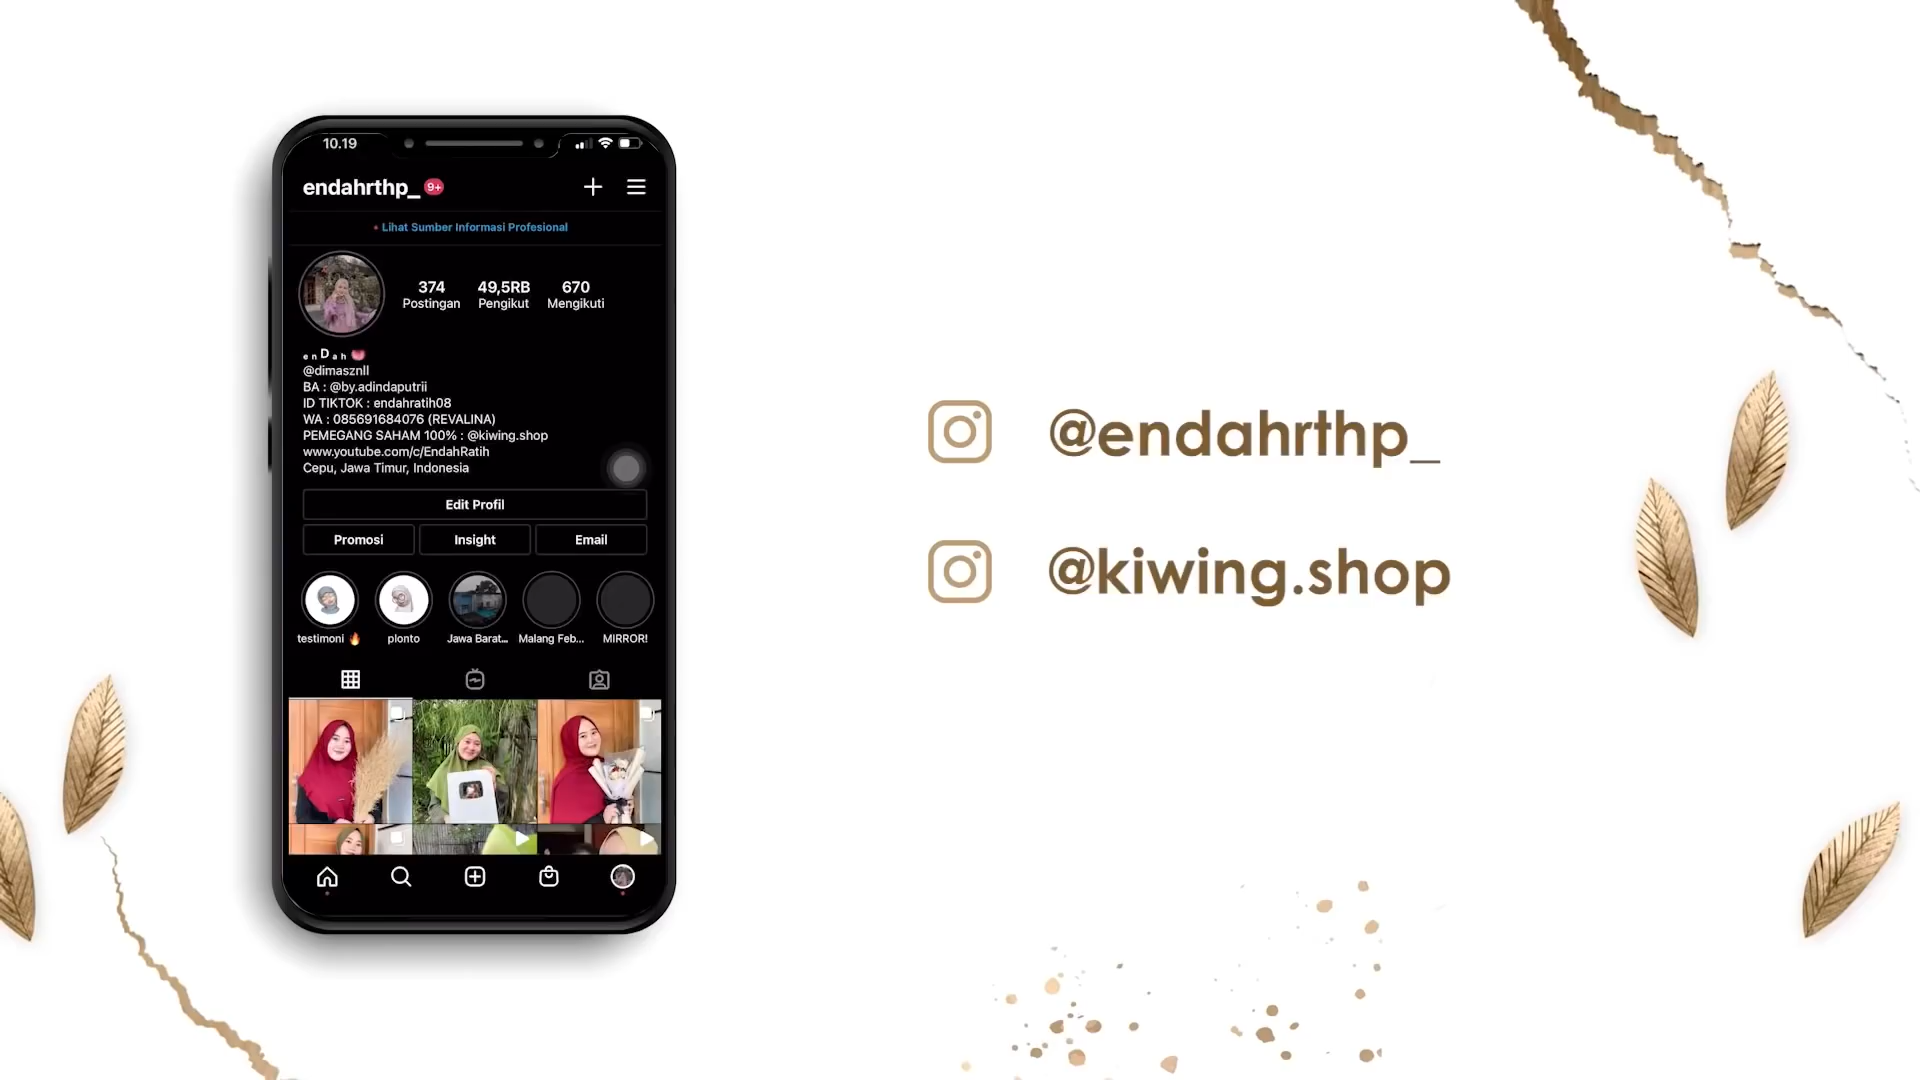 10.19
endahrthp_ 9+
• Lihat Sumber Informasi Profesional
374 49,5RB 670
Postingan Pengikut Mengikuti
enDah👅
@dimasznll
BA : @by.adindaputrii
ID TIKTOK : endahratih08
WA : 085691684076 (REVALINA)
PEMEGANG SAHAM 100% : @kiwing.shop
www.youtube.com/c/EndahRatih
Cepu, Jawa Timur, Indonesia
Edit Profil
Promosi Insight Email
testimoni 🔥 plonto Jawa Barat... Malang Feb... MIRROR!
@endahrthp_
@kiwing.shop